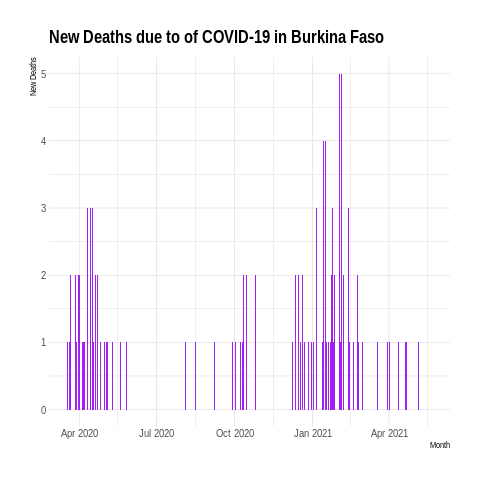 New Deaths due to of COVID-19 in Burkina Faso
New Deaths
5
4
3
2
1
0
Apr 2020 Jul 2020 Oct 2020 Jan 2021 Apr 2021
Month